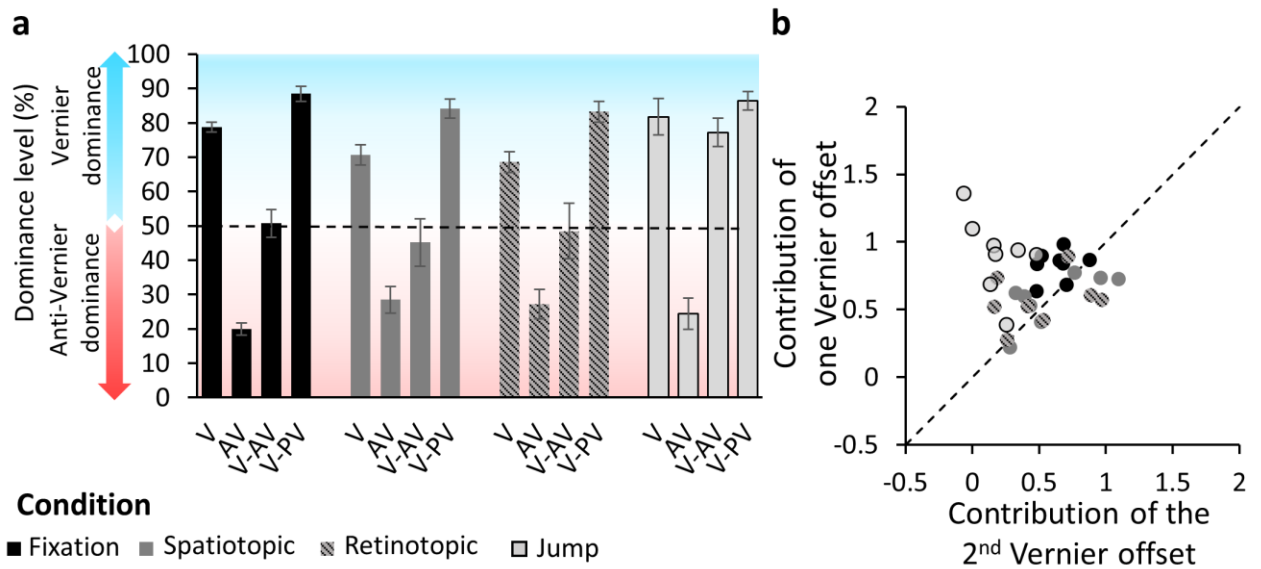 a
Dominance level (%)
Vernier
dominance
Anti-Vernier
dominance
100
90
80
70
60
50
40
30
20
10
0
V AV V-AV V-PV V AV V-AV V-PV V AV V-AV V-PV V AV V-AV V-PV
Condition
Fixation Spatiotopic Retinotopic Jump
b
Contribution of
one Vernier offset
2
1.5
1
0.5
0
-0.5
-0.5 0 0.5 1 1.5 2
Contribution of the
2nd Vernier offset